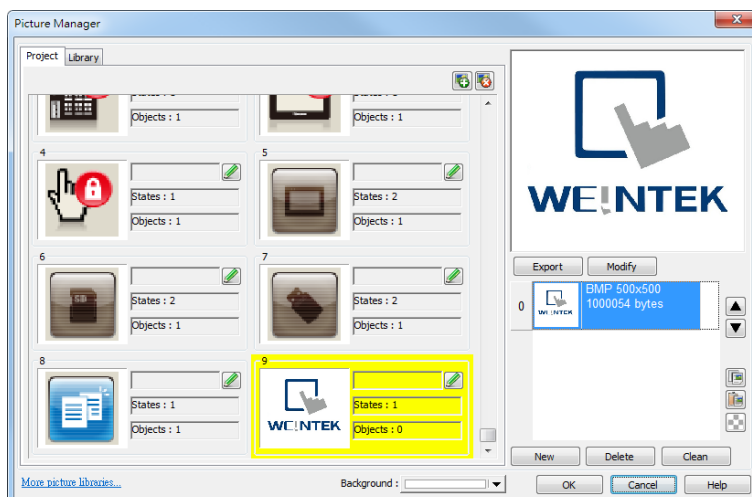 Picture Manager
Project
Library
Objects : 1
Objects : 1
4
States : 1
Objects : 1
5
States : 2
Objects : 1
6
States : 2
Objects : 1
7
States : 2
Objects : 1
8
States : 1
Objects : 1
9
WE!NTEK
States : 1
Objects : 0
More picture libraries...
Background :
WE!NTEK
Export
Modify
0
WE!NTEK
BMP 500x500
1000054 bytes
New
Delete
Clean
OK
Cancel
Help